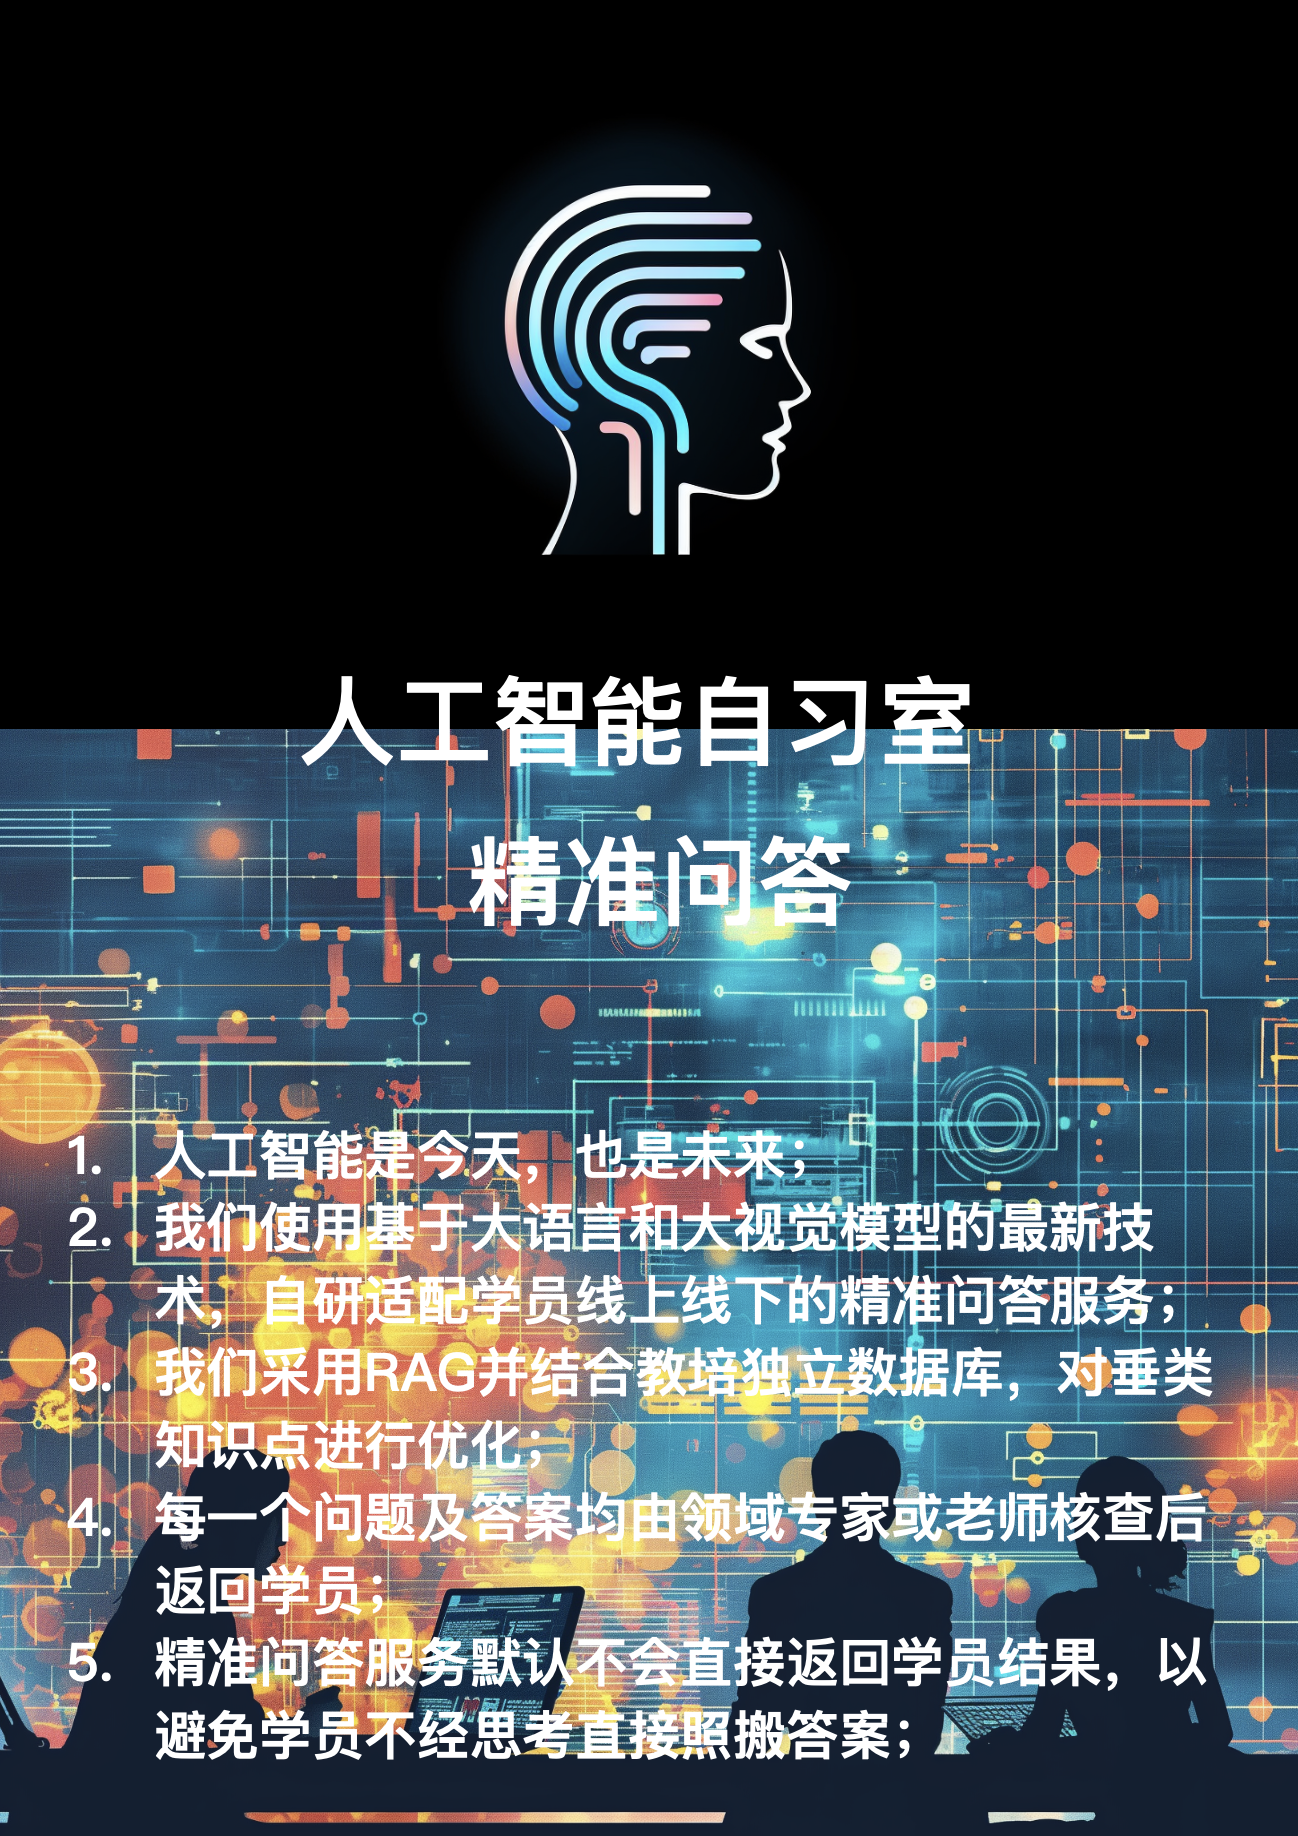 人工智能自习室
精准问答
1. 人工智能是今天，也是未来；
2. 我们使用基于大语言和大视觉模型的最新技
术，自研适配学员线上线下的精准问答服务；
3. 我们采用RAG并结合教培独立数据库，对垂类
知识点进行优化；
4. 每一个问题及答案均由领域专家或老师核查后
返回学员；
5. 精准问答服务默认不会直接返回学员结果，以
避免学员不经思考直接照搬答案；